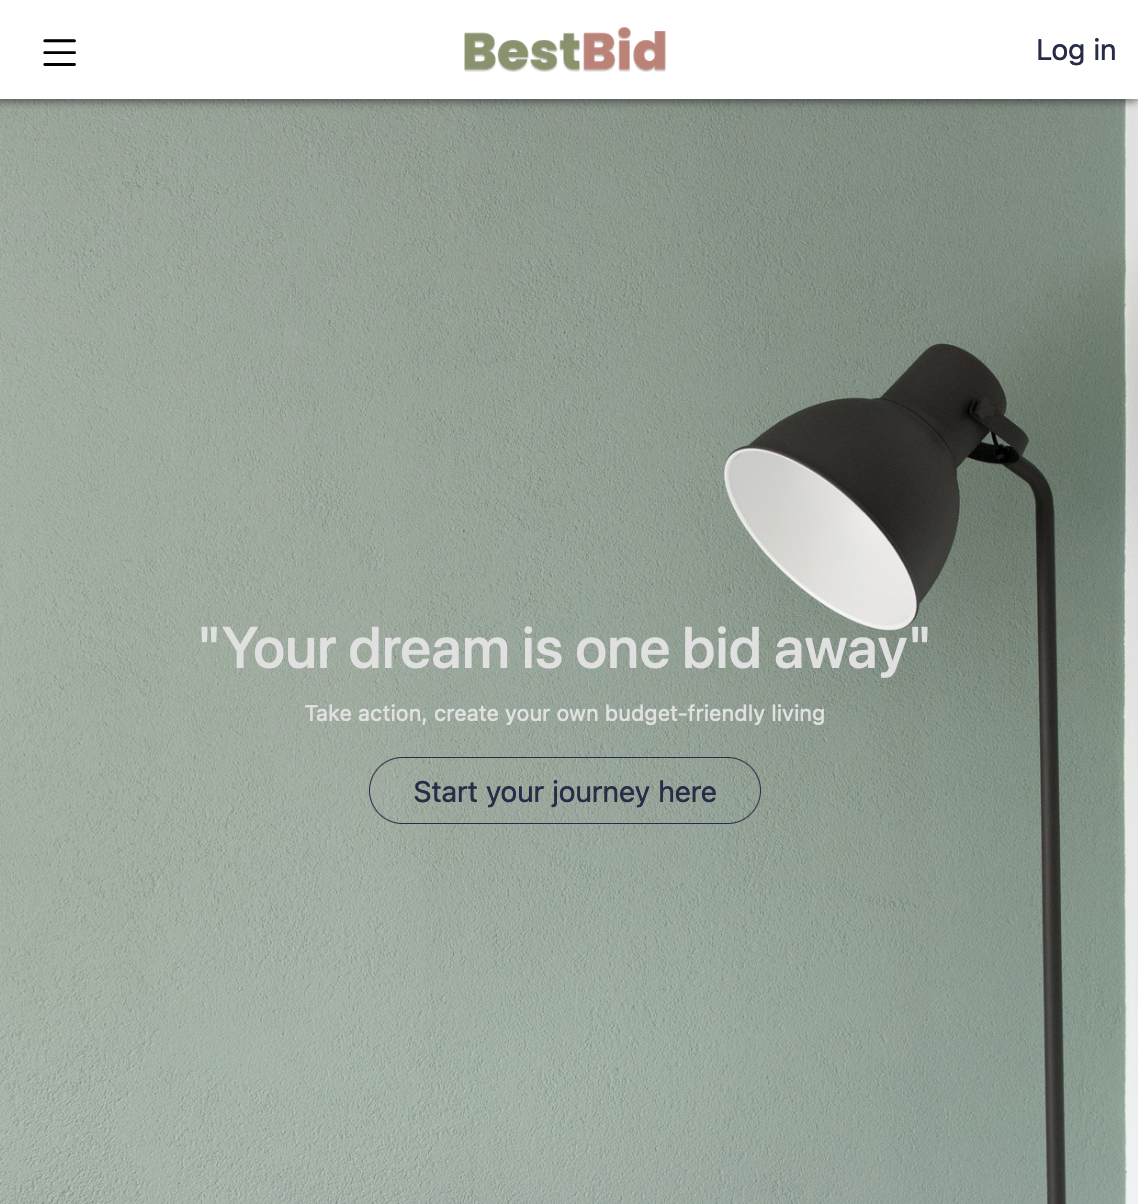 BestBid
Log in
"Your dream is one bid away"
Take action, create your own budget-friendly living
Start your journey here